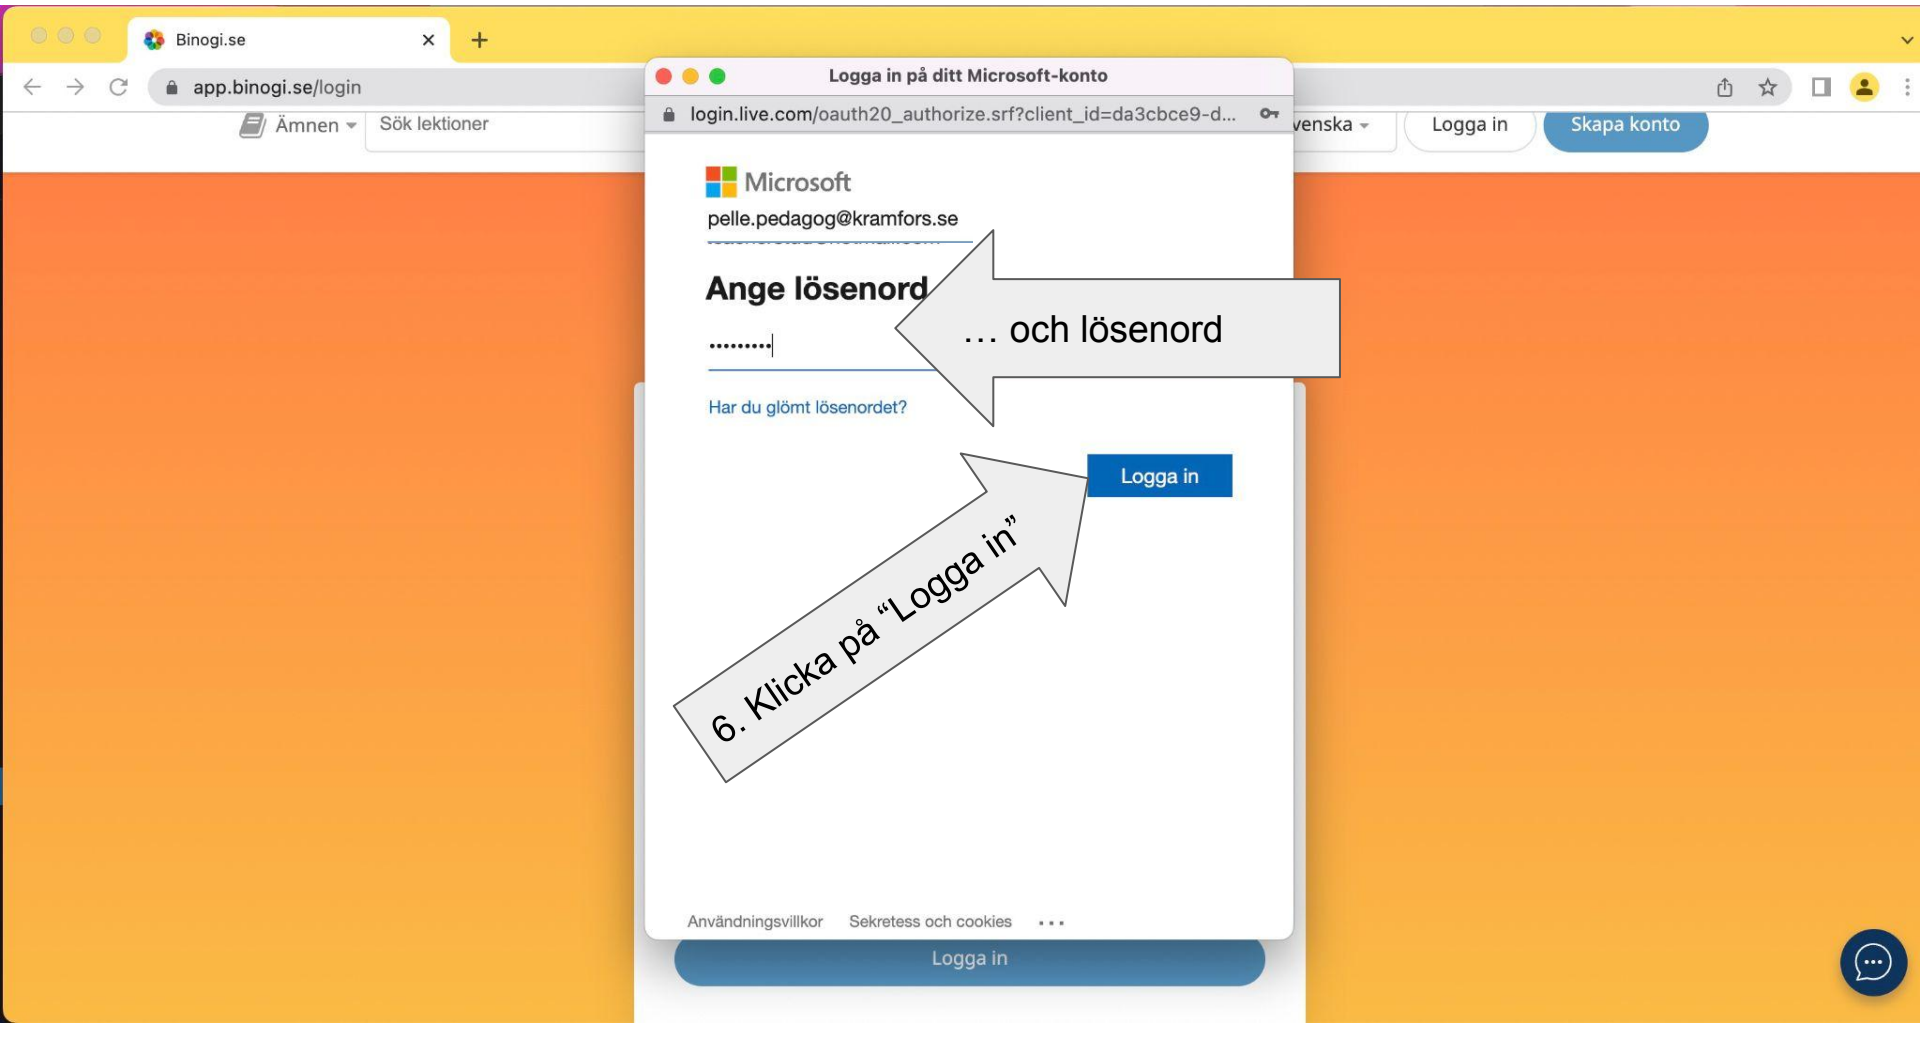 Binogi.se
app.binogi.se/login
Ämnen
Sök lektioner
venska
Logga in
Skapa konto
Logga in på ditt Microsoft-konto
login.live.com/oauth20_authorize.srf?client_id=da3cbce9-d...
Microsoft
pelle.pedagog@kramfors.se
Ange lösenord
… och lösenord
Har du glömt lösenordet?
Logga in
6. Klicka på “Logga in”
Användningsvillkor
Sekretess och cookies
Logga in